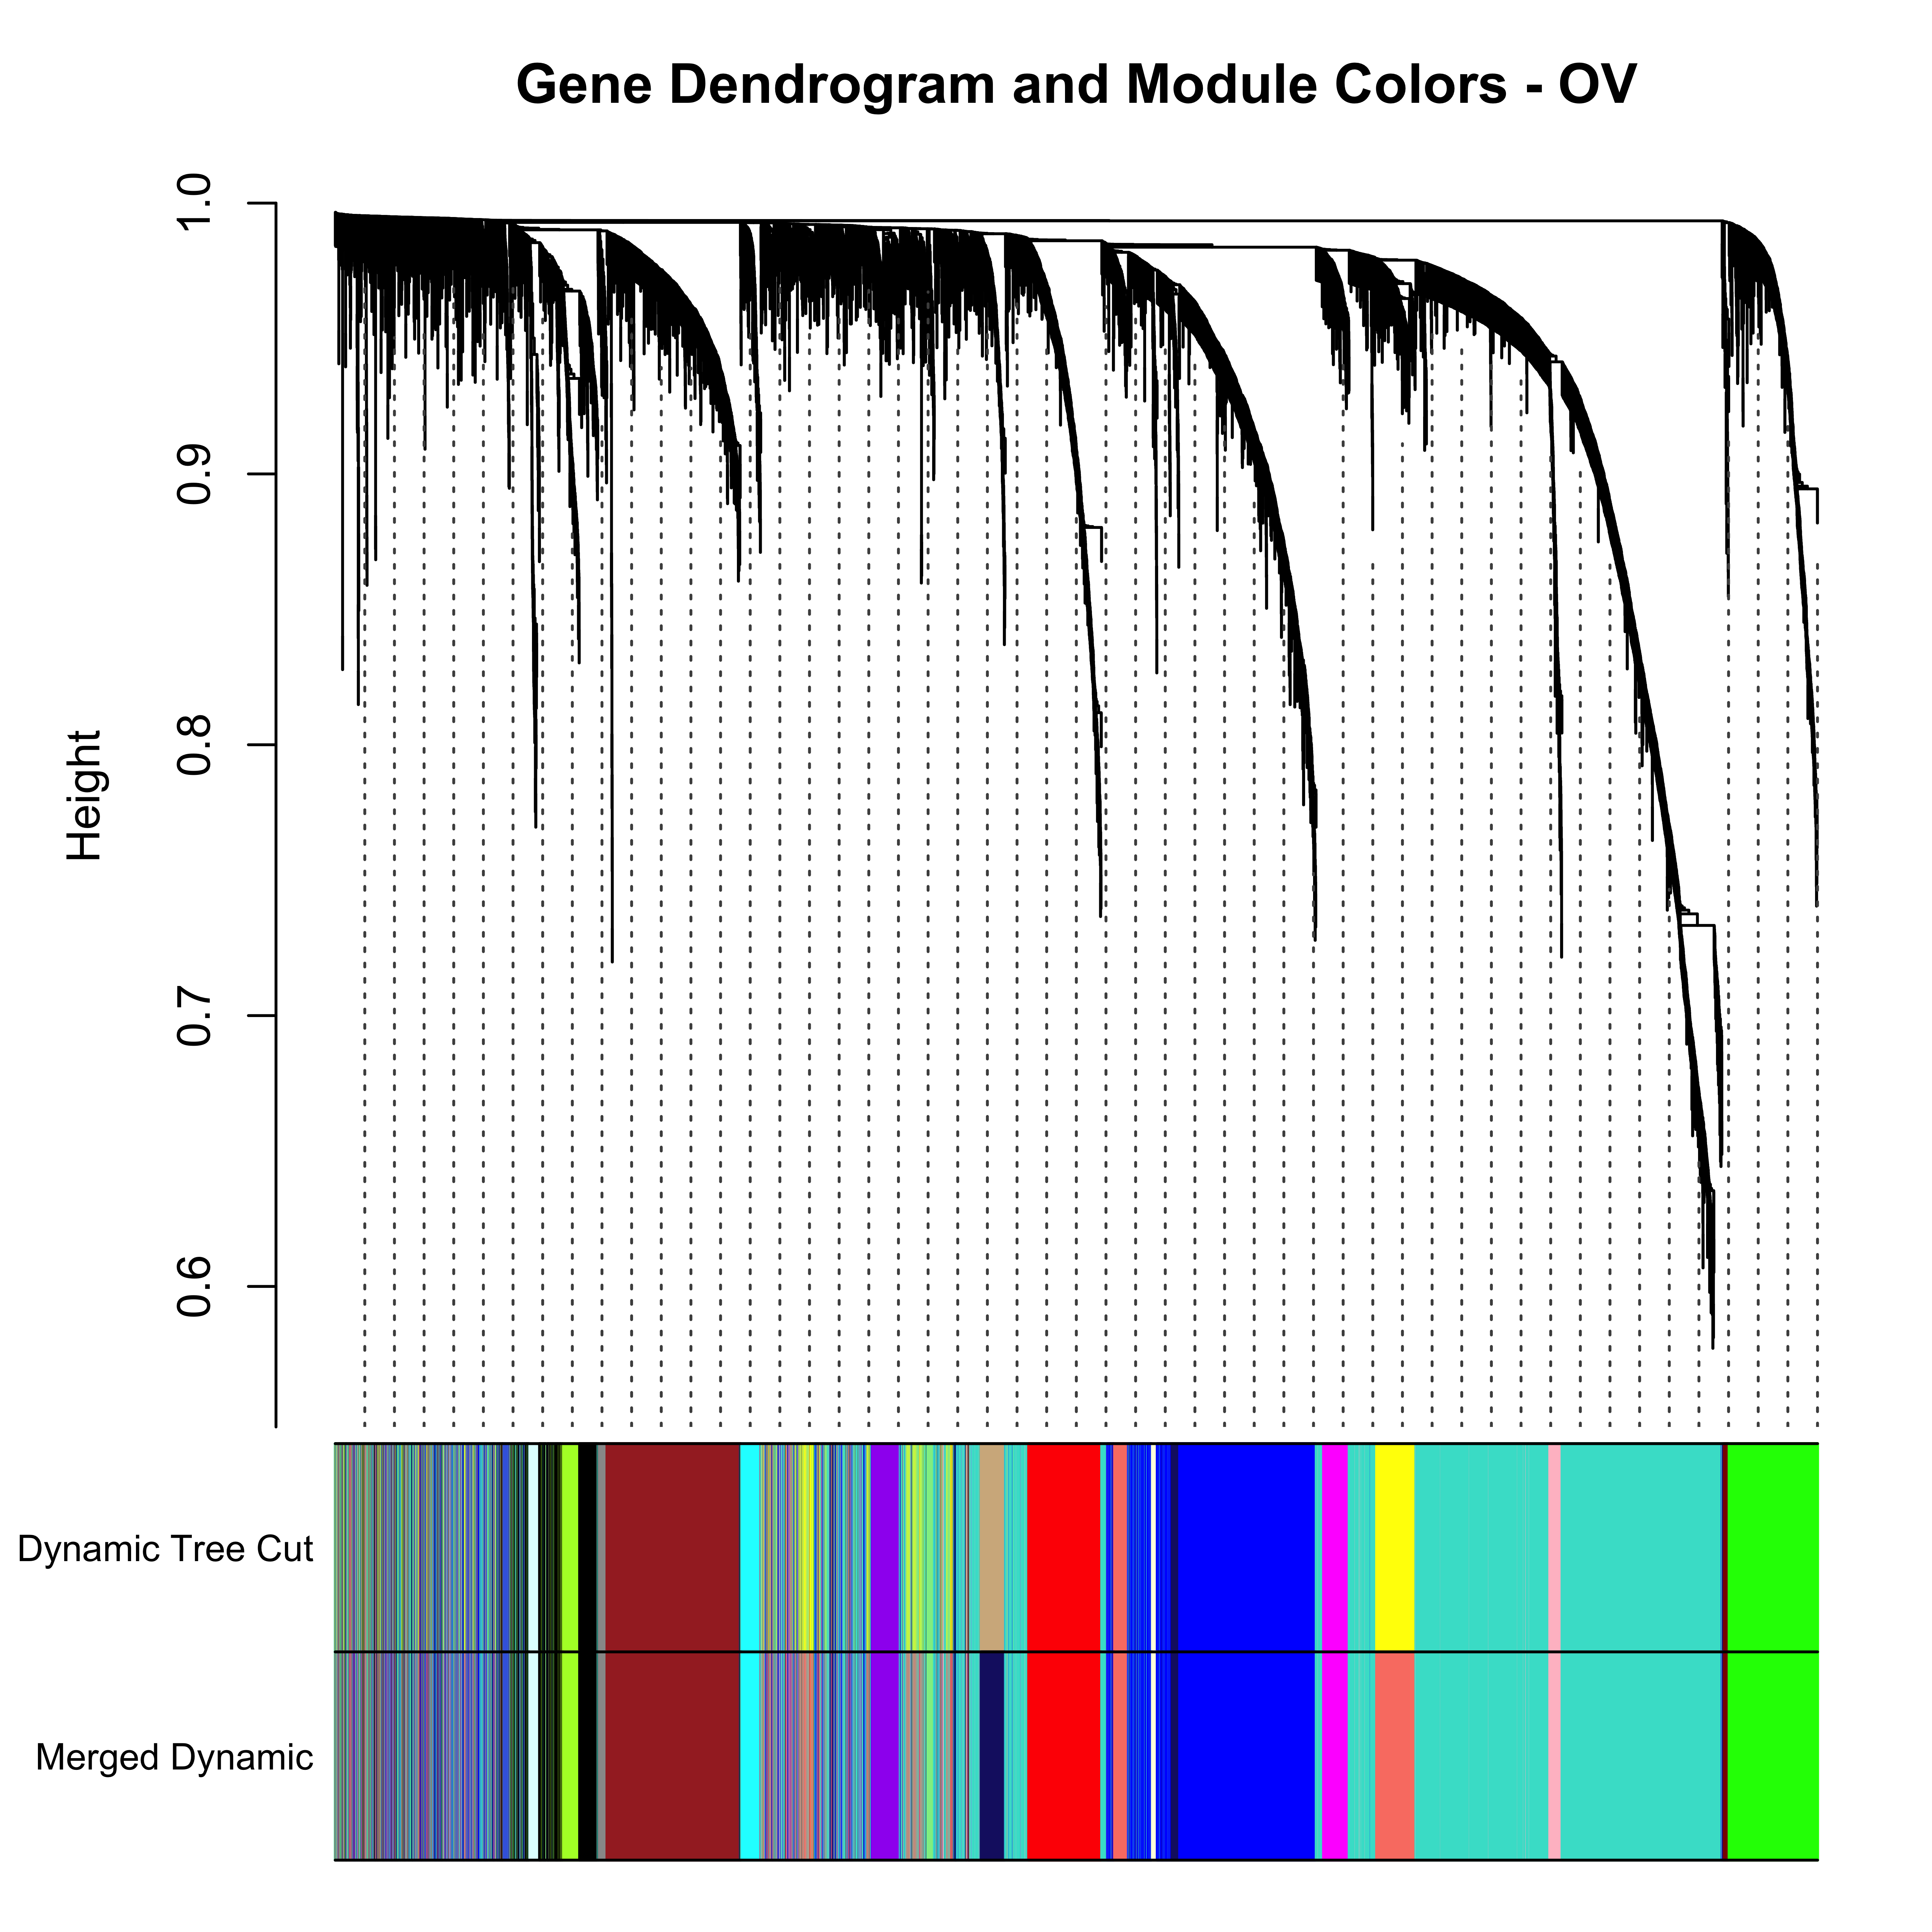 Gene Dendrogram and Module Colors - OV
1.0
0.9
0.8
0.7
0.6
Height
Dynamic Tree Cut
Merged Dynamic